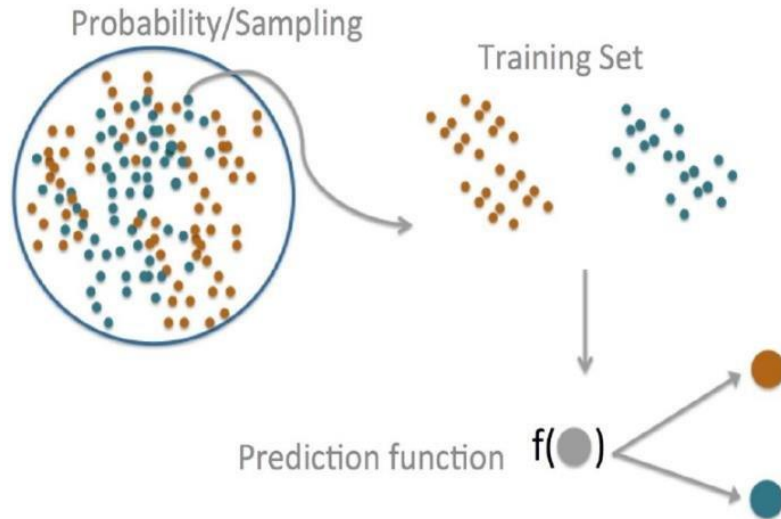 Probability/Sampling
Training Set
Prediction function
f( )